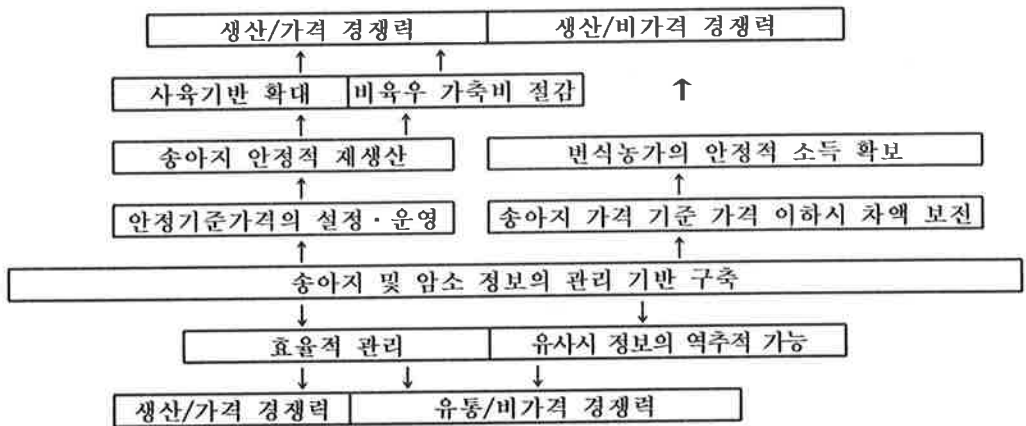 생산/가격 경쟁력 생산/비가격 경쟁력
↑ ↑
사육기반 확대 비육우 가축비 절감 ↑
↑ ↑
송아지 안정적 재생산 번식농가의 안정적 소득 확보
↑ ↑
안정기준가격의 설정·운영 송아지 가격 기준 가격 이하시 차액 보전
↑ ↑
송아지 및 암소 정보의 관리 기반 구축
↓ ↓
효율적 관리 유사시 정보의 역추적 가능
↓ ↓ ↓
생산/가격 경쟁력 유통/비가격 경쟁력